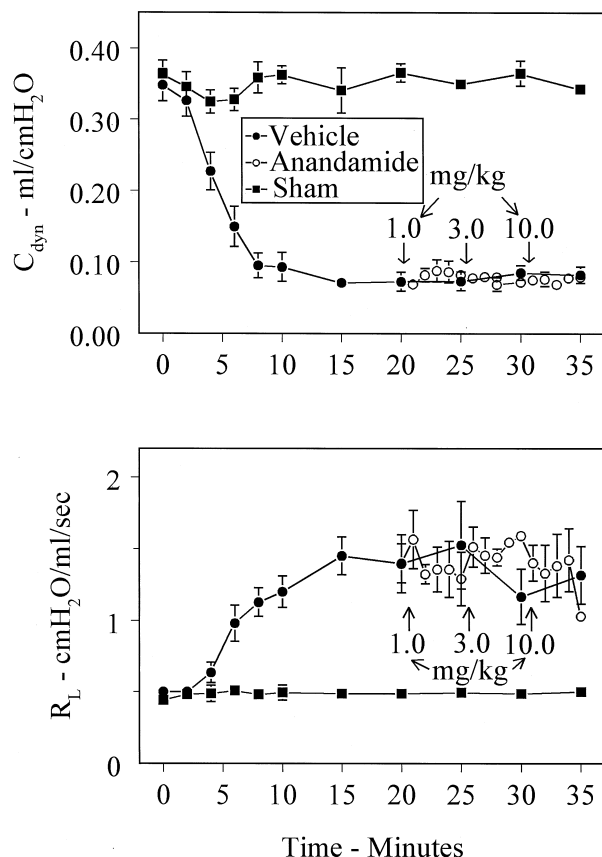 0.40
0.30
0.20
0.10
0.00
C_dyn - ml/cmH₂O
Vehicle
Anandamide
Sham
mg/kg
1.0 3.0 10.0
0 5 10 15 20 25 30 35
2
1
0
R_L - cmH₂O/ml/sec
1.0 3.0 10.0
mg/kg
0 5 10 15 20 25 30 35
Time - Minutes